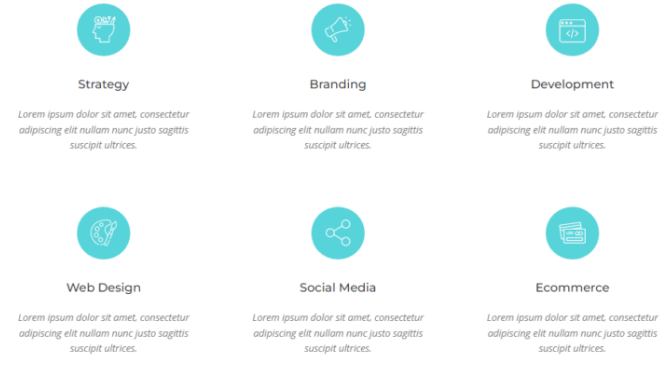 Strategy
Lorem ipsum dolor sit amet, consectetur
adipiscing elit nullam nunc justo sagittis
suscipit ultrices.
Branding
Lorem ipsum dolor sit amet, consectetur
adipiscing elit nullam nunc justo sagittis
suscipit ultrices.
Development
Lorem ipsum dolor sit amet, consectetur
adipiscing elit nullam nunc justo sagittis
suscipit ultrices.
Web Design
Lorem ipsum dolor sit amet, consectetur
adipiscing elit nullam nunc justo sagittis
suscipit ultrices.
Social Media
Lorem ipsum dolor sit amet, consectetur
adipiscing elit nullam nunc justo sagittis
suscipit ultrices.
Ecommerce
Lorem ipsum dolor sit amet, consectetur
adipiscing elit nullam nunc justo sagittis
suscipit ultrices.